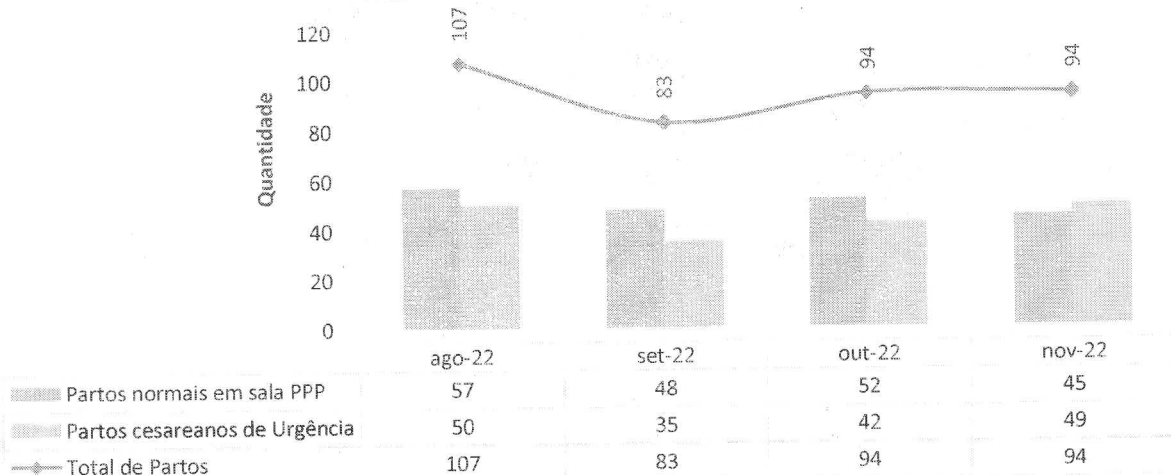 120
100
80
60
40
20
0
Quantidade
107
83
94
94
ago-22 set-22 out-22 nov-22
Partos normais em sala PPP 57 48 52 45
Partos cesareanos de Urgência 50 35 42 49
Total de Partos 107 83 94 94